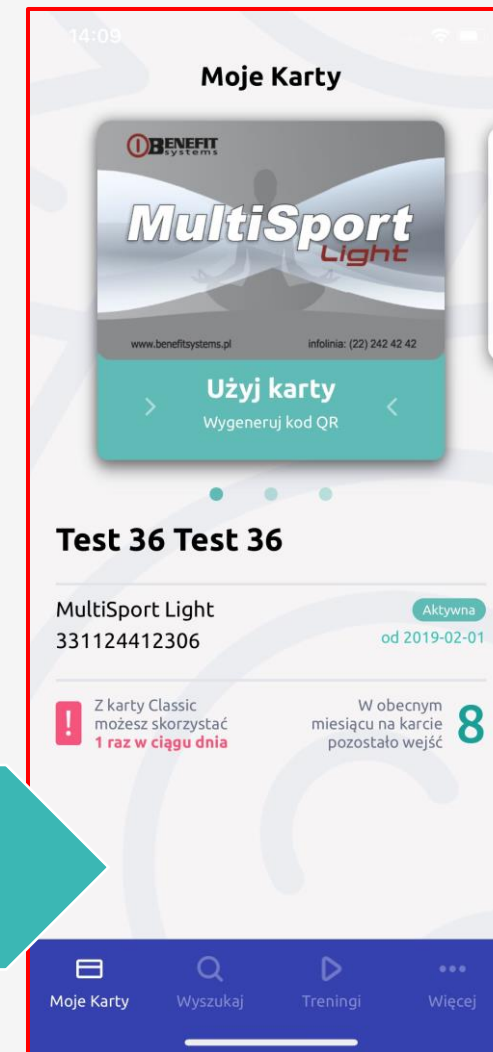 14:09
Moje Karty
BENEFIT
systems
MultiSport
Light
www.benefitsystems.pl infolinia: (22) 242 42 42
Użyj karty
Wygeneruj kod QR
Test 36 Test 36
MultiSport Light
Aktywna
331124412306
od 2019-02-01
Z karty Classic
możesz skorzystać
1 raz w ciągu dnia
W obecnym
miesiącu na karcie
pozostało wejść
8
Moje Karty Wyszukaj Treningi Więcej